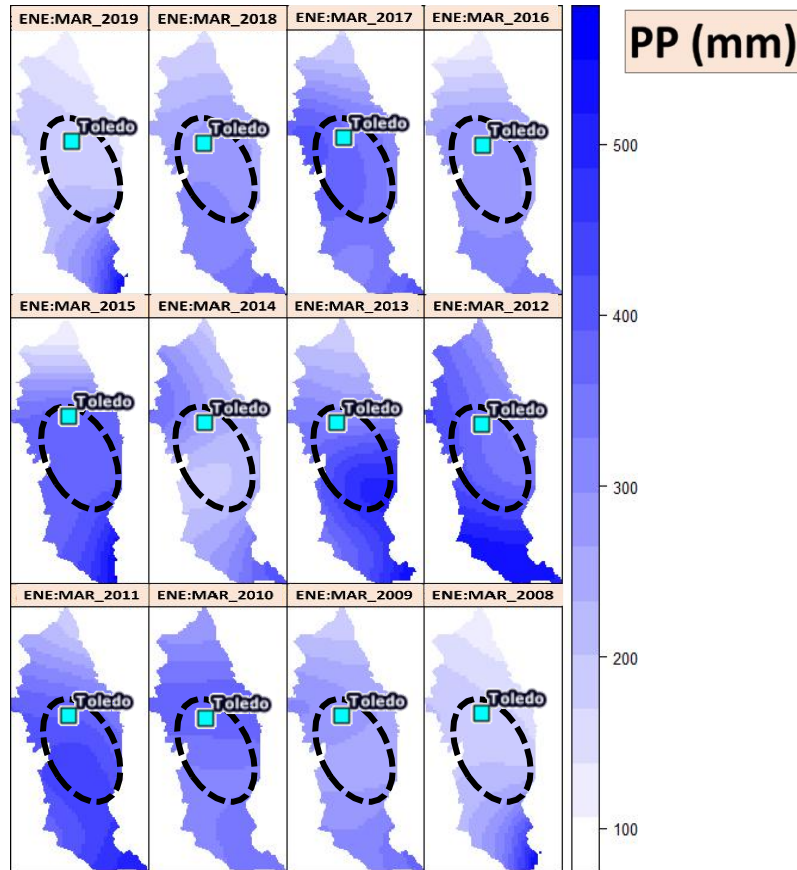 ENE:MAR_2019 ENE:MAR_2018 ENE:MAR_2017 ENE:MAR_2016
PP (mm)
Toledo Toledo Toledo Toledo
500
ENE:MAR_2015 ENE:MAR_2014 ENE:MAR_2013 ENE:MAR_2012
400
Toledo Toledo Toledo Toledo
300
ENE:MAR_2011 ENE:MAR_2010 ENE:MAR_2009 ENE:MAR_2008
200
Toledo Toledo Toledo Toledo
100